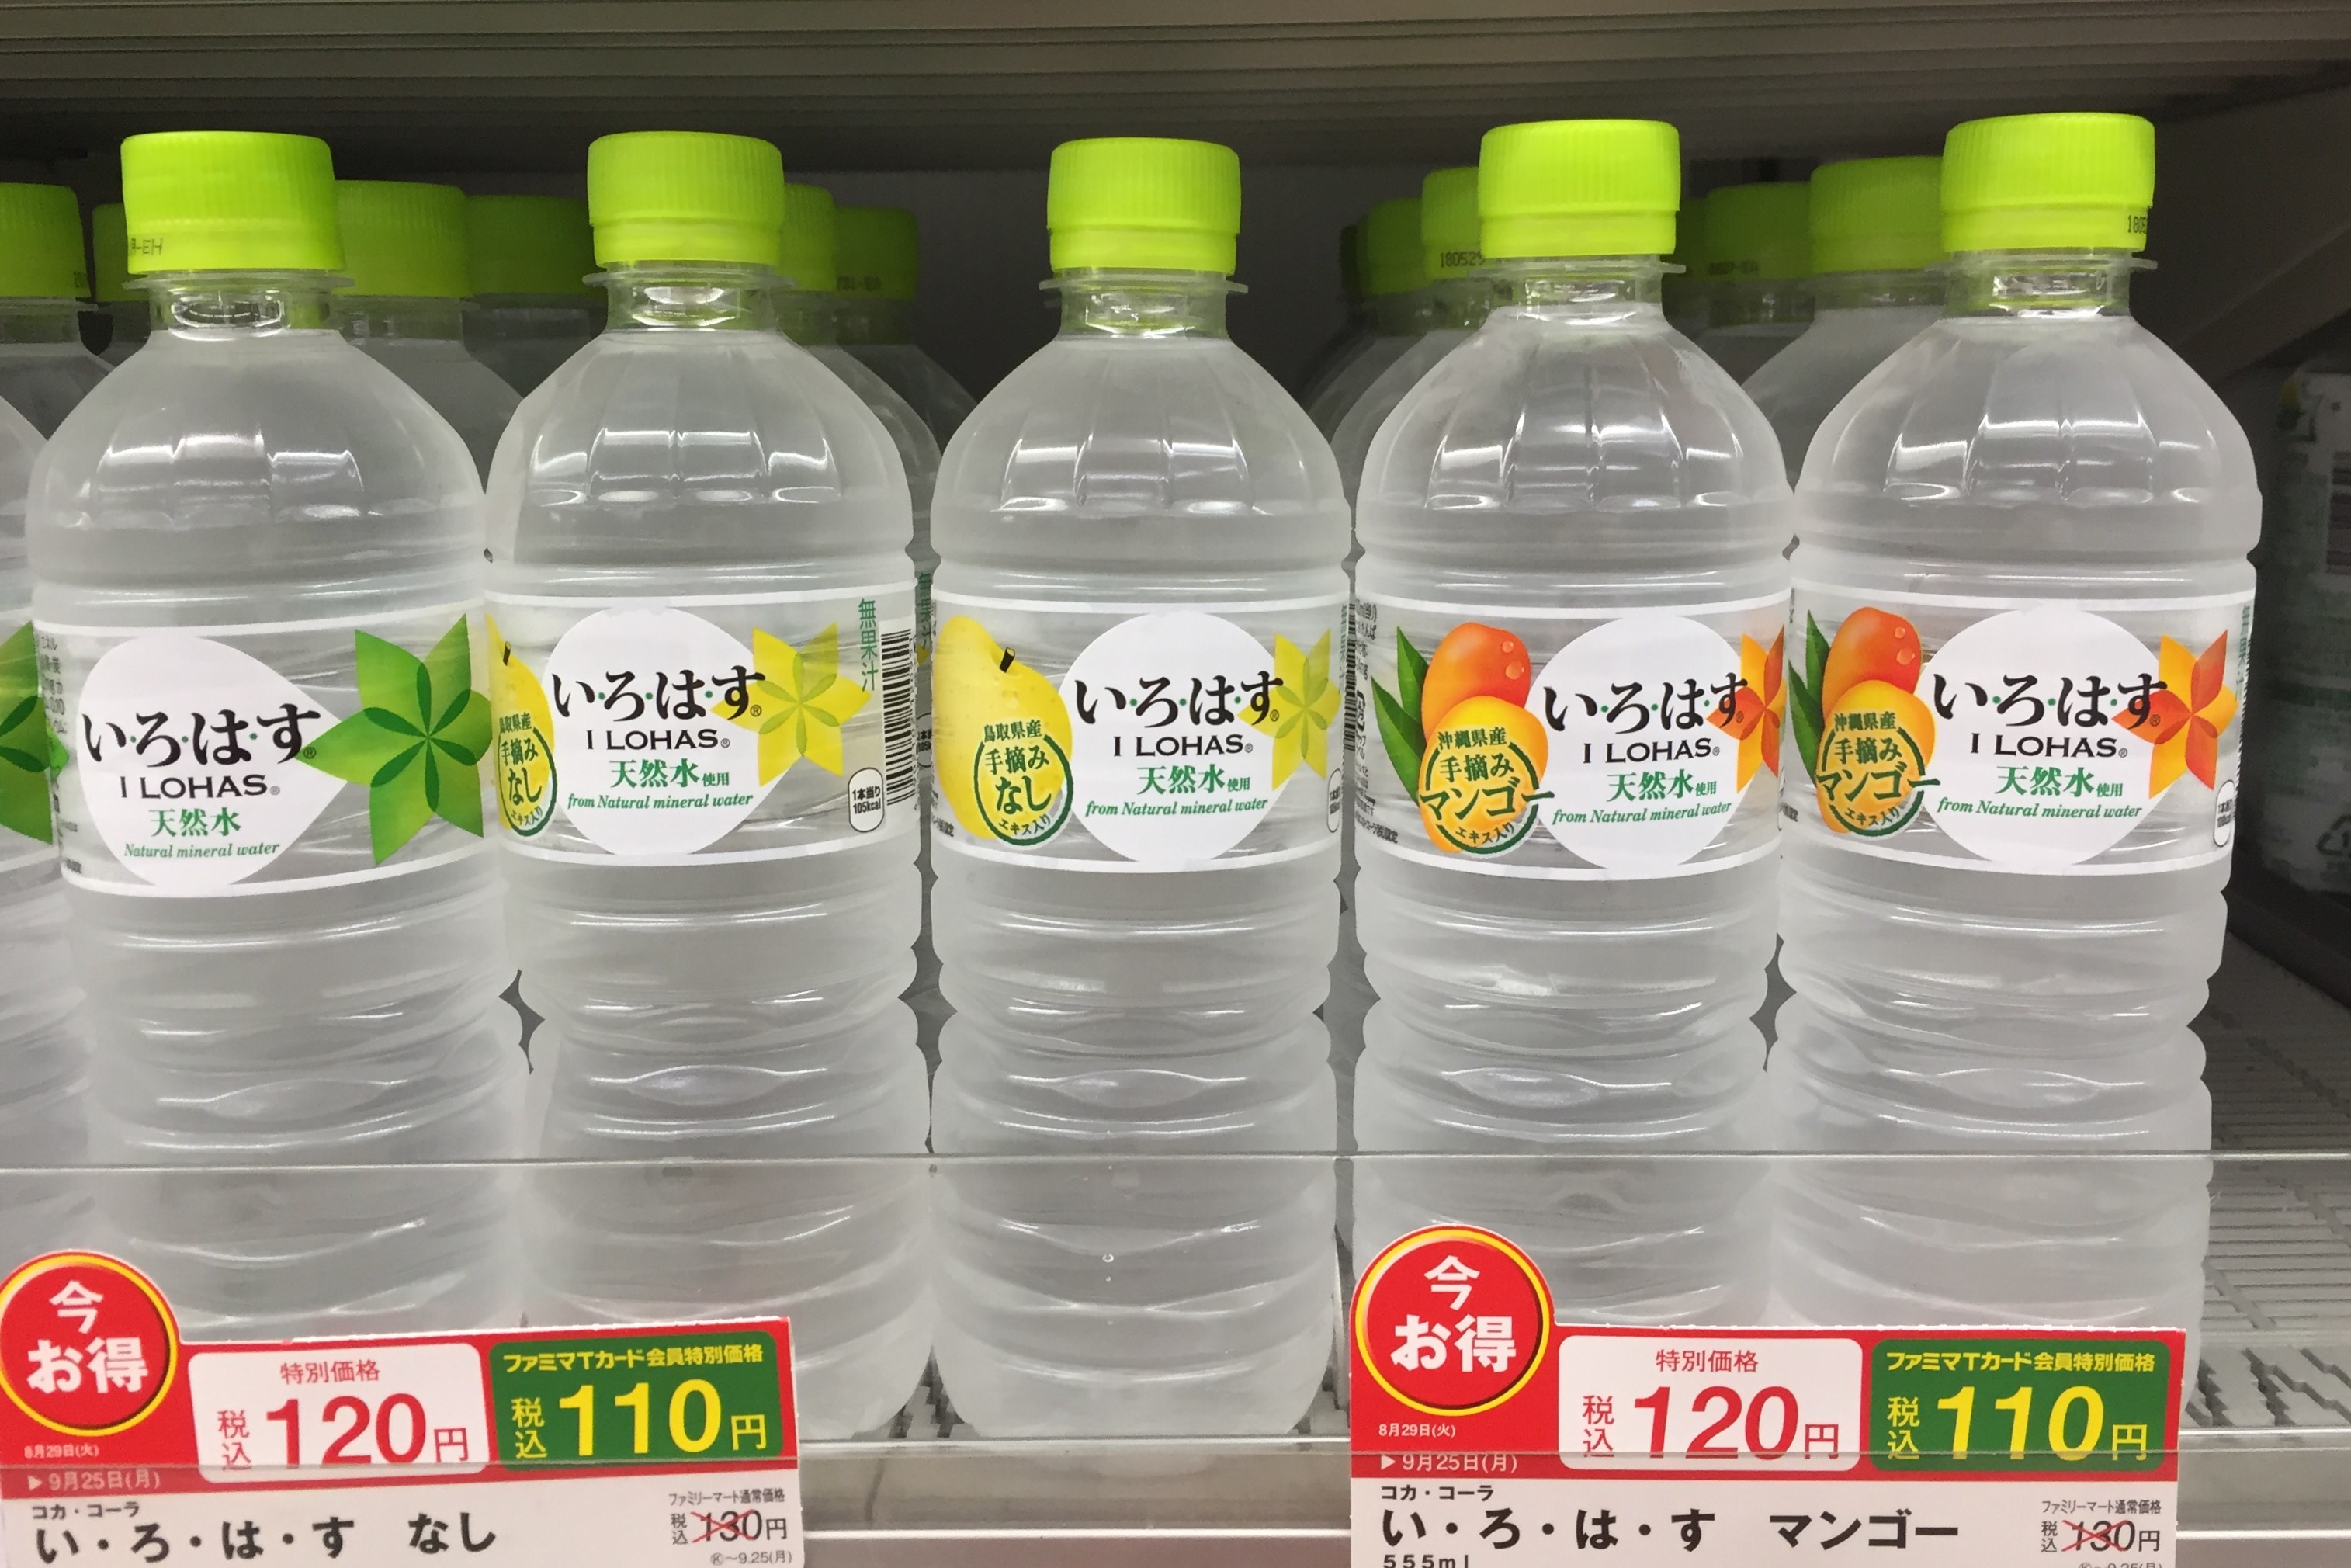 いろはす®
I LOHAS®
天然水
Natural mineral water
鳥取県産
手摘み
なし
エキス入り
い・ろ・は・す®
I LOHAS®
天然水使用
from Natural mineral water
無果汁
1本当り
105kcal
鳥取県産
手摘み
なし
エキス入り
い・ろ・は・す®
I LOHAS®
天然水使用
from Natural mineral water
沖縄県産
手摘み
マンゴー
エキス入り
い・ろ・は・す®
I LOHAS®
天然水使用
from Natural mineral water
沖縄県産
手摘み
マンゴー
エキス入り
い・ろ・は・す®
I LOHAS®
天然水使用
from Natural mineral water
180529
今
お得
8月29日(火)
▶9月25日(月)
特別価格
税込120円
ファミマTカード会員特別価格
税込110円
コカ・コーラ
い・ろ・は・す なし
ファミリーマート通常価格
税込130円
Ⓚ～9.25(月)
今
お得
8月29日(火)
▶9月25日(月)
特別価格
税込120円
ファミマTカード会員特別価格
税込110円
コカ・コーラ
い・ろ・は・す マンゴー
555ml
ファミリーマート通常価格
税込130円